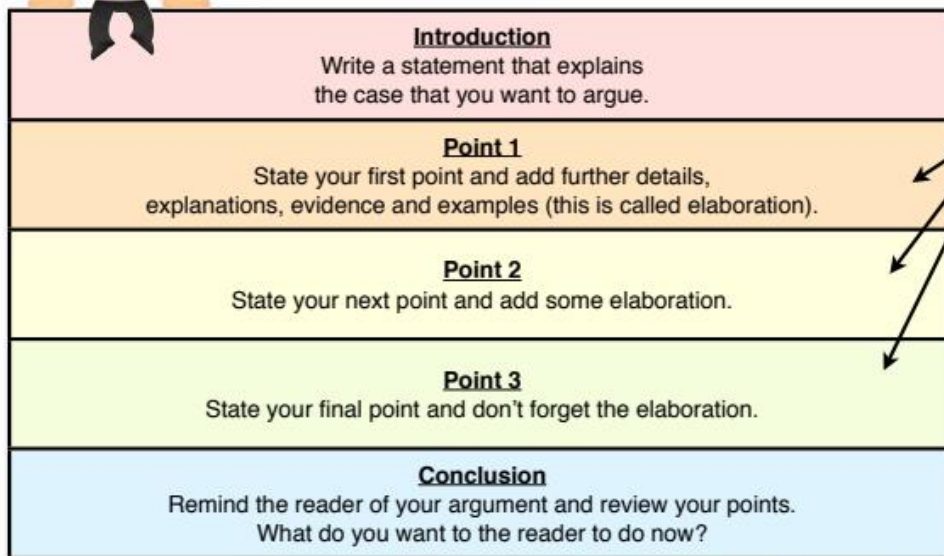 Introduction
Write a statement that explains
the case that you want to argue.
Point 1
State your first point and add further details,
explanations, evidence and examples (this is called elaboration).
Point 2
State your next point and add some elaboration.
Point 3
State your final point and don't forget the elaboration.
Conclusion
Remind the reader of your argument and review your points.
What do you want to the reader to do now?